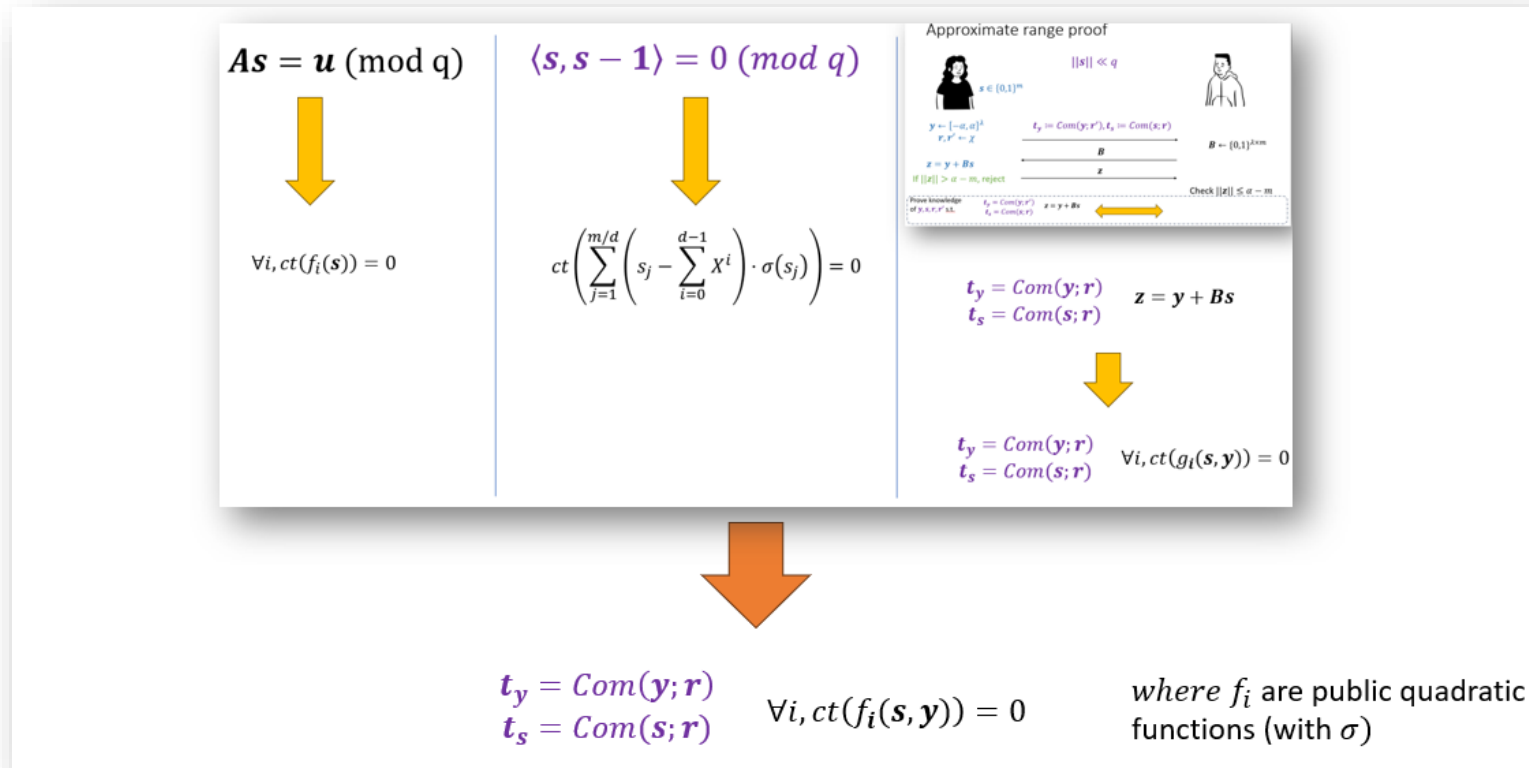 As = u (mod q)
∀i, ct(f_i(s)) = 0
⟨s, s − 1⟩ = 0 (mod q)
ct(∑_{j=1}^{m/d} (s_j − ∑_{i=0}^{d−1} X^i) · σ(s_j)) = 0
Approximate range proof
||s|| ≪ q
s ∈ {0,1}^m
y ← [−α, α]^λ
r, r′ ← χ
t_y ≔ Com(y; r′), t_s ≔ Com(s; r)
B
B ← {0,1}^{λ×m}
z = y + Bs
z
If ||z|| > α − m, reject
Check ||z|| ≤ α − m
Prove knowledge
of y, s, r, r′ s.t.
t_y = Com(y; r′)
t_s = Com(s; r)
z = y + Bs
t_y = Com(y; r)
t_s = Com(s; r)
z = y + Bs
t_y = Com(y; r)
t_s = Com(s; r)
∀i, ct(g_i(s, y)) = 0
t_y = Com(y; r)
t_s = Com(s; r)
∀i, ct(f_i(s, y)) = 0
where f_i are public quadratic
functions (with σ)